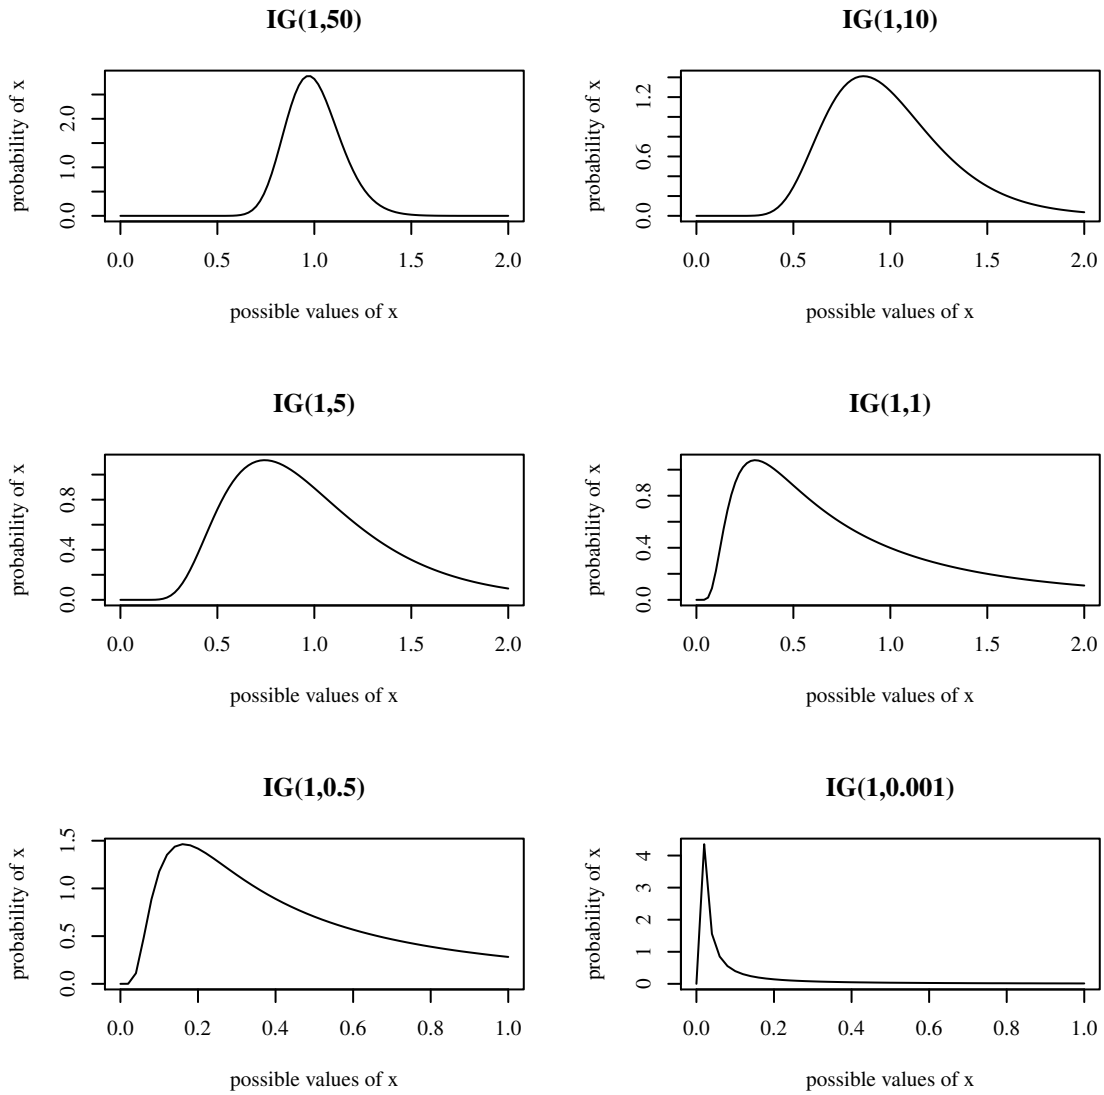 IG(1,50)
probability of x
0.0 1.0 2.0
0.0 0.5 1.0 1.5 2.0
possible values of x
IG(1,10)
probability of x
0.0 0.6 1.2
0.0 0.5 1.0 1.5 2.0
possible values of x
IG(1,5)
probability of x
0.0 0.4 0.8
0.0 0.5 1.0 1.5 2.0
possible values of x
IG(1,1)
probability of x
0.0 0.4 0.8
0.0 0.5 1.0 1.5 2.0
possible values of x
IG(1,0.5)
probability of x
0.0 0.5 1.0 1.5
0.0 0.2 0.4 0.6 0.8 1.0
possible values of x
IG(1,0.001)
probability of x
0 1 2 3 4
0.0 0.2 0.4 0.6 0.8 1.0
possible values of x